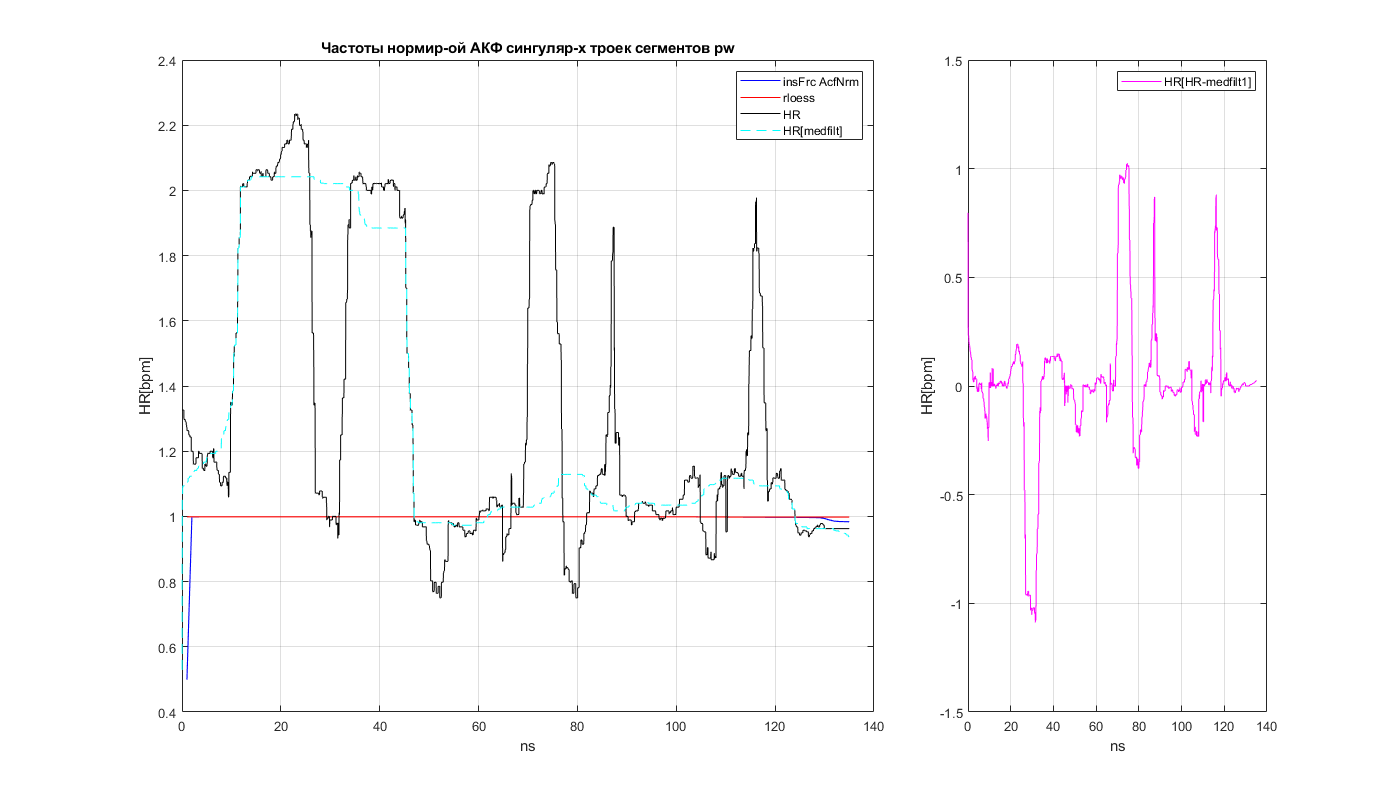 Частоты нормир-ой АКФ сингуляр-х троек сегментов pw
2.4
2.2
2
1.8
1.6
1.4
1.2
1
0.8
0.6
0.4
HR[bpm]
0 20 40 60 80 100 120 140
ns
insFrc AcfNrm
rloess
HR
HR[medfilt]
1.5
1
0.5
0
-0.5
-1
-1.5
HR[bpm]
0 20 40 60 80 100 120 140
ns
HR[HR-medfilt1]